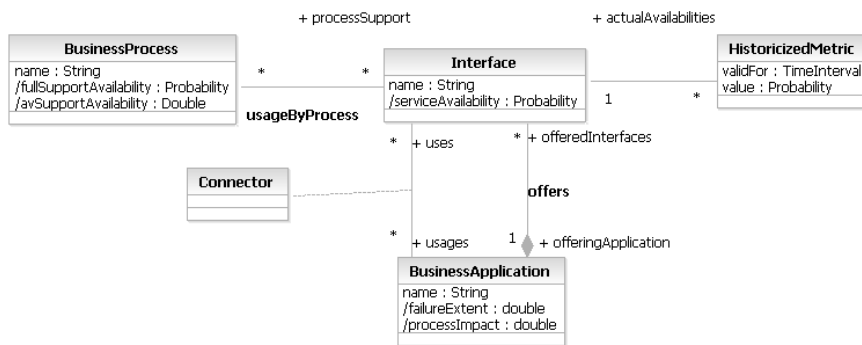 + processSupport
+ actualAvailabilities
BusinessProcess
name : String
/fullSupportAvailability : Probability
/avSupportAvailability : Double
*
*
usageByProcess
Interface
name : String
/serviceAvailability : Probability
1
*
HistoricizedMetric
validFor : TimeInterval
value : Probability
* + uses
* + offeredInterfaces
Connector
offers
* + usages
1 + offeringApplication
BusinessApplication
name : String
/failureExtent : double
/processImpact : double